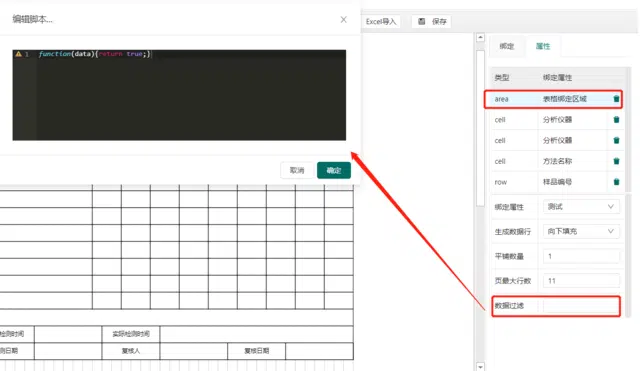 编辑脚本...
Excel导入
保存
1 function(data){return true;}
取消
确定
绑定
属性
类型 绑定属性
area 表格绑定区域
cell 分析仪器
cell 分析仪器
cell 方法名称
row 样品编号
绑定属性 测试
生成数据行 向下填充
平铺数量 1
页最大行数 11
数据过滤
检测时间 实际检测时间
测日期 复核人 复核日期